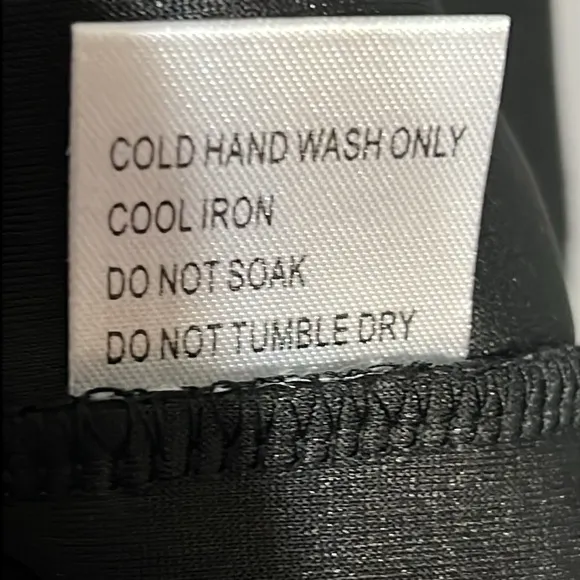 COLD HAND WASH ONLY
COOL IRON
DO NOT SOAK
DO NOT TUMBLE DRY